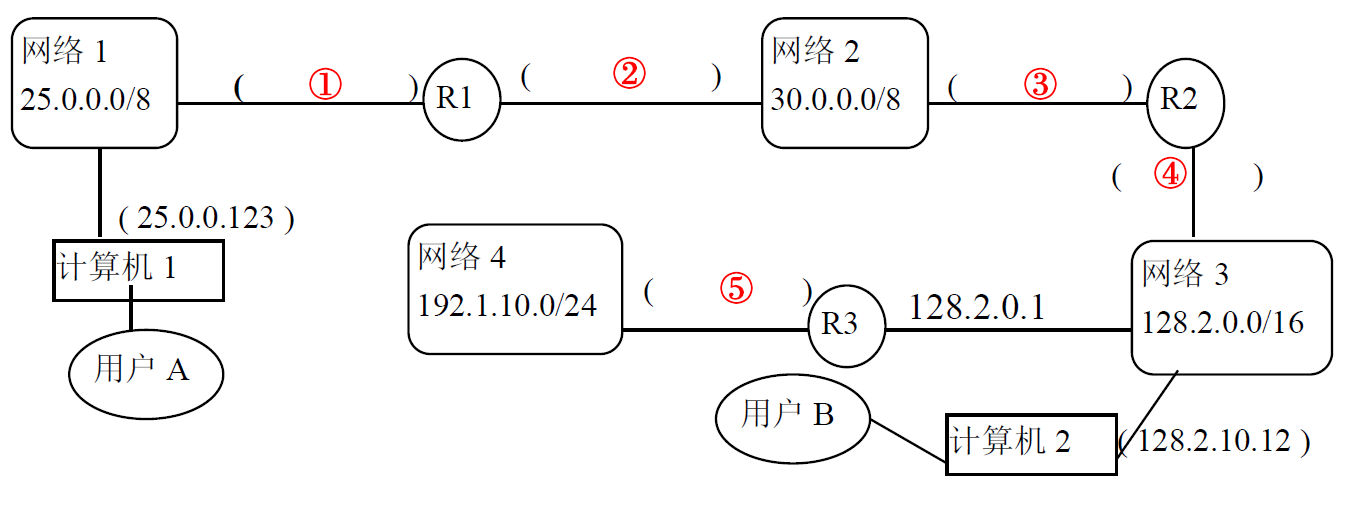 网络 1
25.0.0.0/8
( ① )
R1
( ② )
网络 2
30.0.0.0/8
( ③ )
R2
( ④ )
( 25.0.0.123 )
计算机 1
用户 A
网络 4
192.1.10.0/24
( ⑤ )
R3
128.2.0.1
网络 3
128.2.0.0/16
用户 B
计算机 2
( 128.2.10.12 )